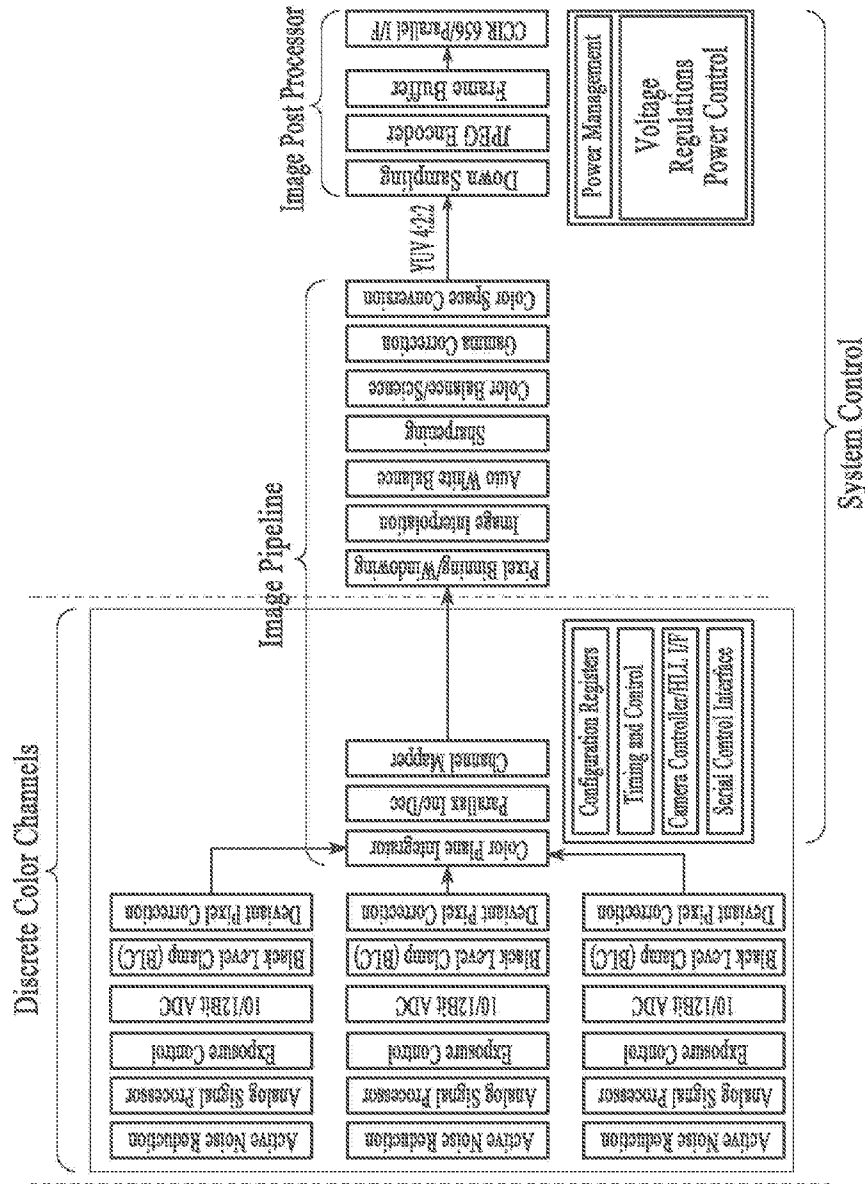 Discrete Color Channels
Active Noise Reduction
Analog Signal Processor
Exposure Control
10/12Bit ADC
Black Level Clamp (BLC)
Deviant Pixel Correction
Active Noise Reduction
Analog Signal Processor
Exposure Control
10/12Bit ADC
Black Level Clamp (BLC)
Deviant Pixel Correction
Active Noise Reduction
Analog Signal Processor
Exposure Control
10/12Bit ADC
Black Level Clamp (BLC)
Deviant Pixel Correction
Image Pipeline
Color Plane Integrator
Parallax Inc/Dec
Channel Mapper
Pixel Binning/Windowing
Image Interpolation
Auto White Balance
Sharpening
Color Balance/Science
Gamma Correction
Color Space Conversion
YUV 4:2:2
Image Post Processor
Down Sampling
JPEG Encoder
Frame Buffer
CCIR 656/Parallel I/F
Configuration Registers
Timing and Control
Camera Controller/HLL I/F
Serial Control Interface
Power Management
Voltage
Regulations
Power Control
System Control